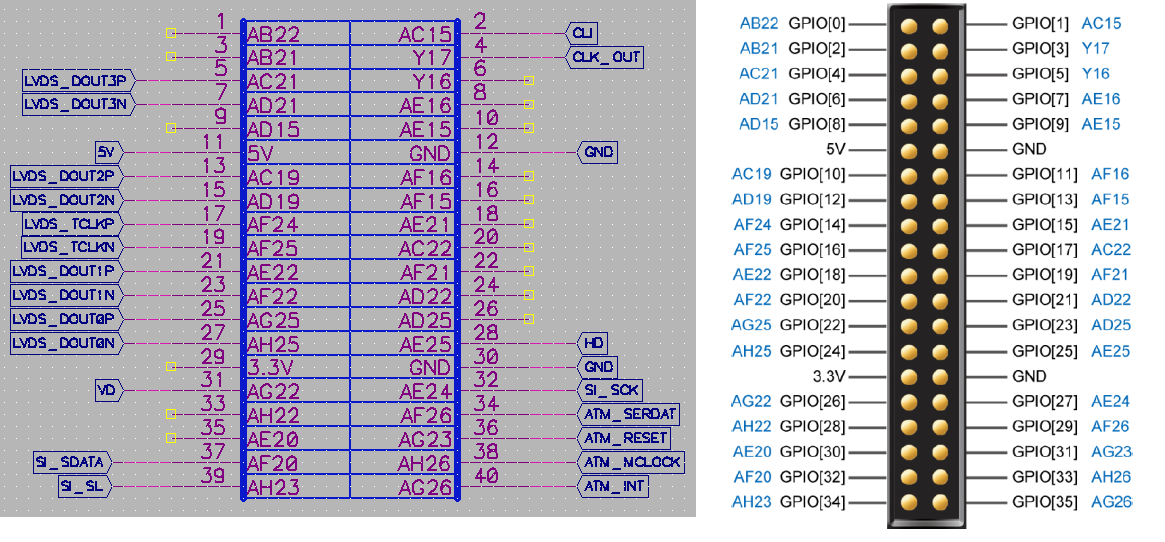 1 2
AB22 AC15 CLI
3 4
AB21 Y17 CLK_OUT
5 6
LVDS_DOUT3P AC21 Y16
7 8
LVDS_DOUT3N AD21 AE16
9 10
AD15 AE15
11 12
5V 5V GND GND
13 14
LVDS_DOUT2P AC19 AF16
15 16
LVDS_DOUT2N AD19 AF15
17 18
LVDS_TCLKP AF24 AE21
19 20
LVDS_TCLKN AF25 AC22
21 22
LVDS_DOUT1P AE22 AF21
23 24
LVDS_DOUT1N AF22 AD22
25 26
LVDS_DOUT0P AG25 AD25
27 28
LVDS_DOUT0N AH25 AE25 HD
29 30
3.3V GND GND
31 32
VD AG22 AE24 SI_SCK
33 34
AH22 AF26 ATM_SERDAT
35 36
AE20 AG23 ATM_RESET
37 38
SI_SDATA AF20 AH26 ATM_MCLOCK
39 40
SI_SL AH23 AG26 ATM_INT
AB22 GPIO[0] GPIO[1] AC15
AB21 GPIO[2] GPIO[3] Y17
AC21 GPIO[4] GPIO[5] Y16
AD21 GPIO[6] GPIO[7] AE16
AD15 GPIO[8] GPIO[9] AE15
5V GND
AC19 GPIO[10] GPIO[11] AF16
AD19 GPIO[12] GPIO[13] AF15
AF24 GPIO[14] GPIO[15] AE21
AF25 GPIO[16] GPIO[17] AC22
AE22 GPIO[18] GPIO[19] AF21
AF22 GPIO[20] GPIO[21] AD22
AG25 GPIO[22] GPIO[23] AD25
AH25 GPIO[24] GPIO[25] AE25
3.3V GND
AG22 GPIO[26] GPIO[27] AE24
AH22 GPIO[28] GPIO[29] AF26
AE20 GPIO[30] GPIO[31] AG23
AF20 GPIO[32] GPIO[33] AH26
AH23 GPIO[34] GPIO[35] AG26